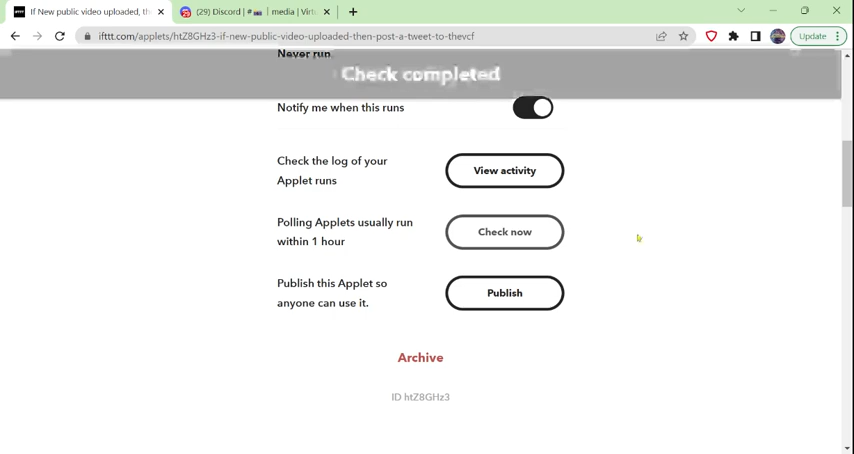 If New public video uploaded, the
(29) Discord | # | media | Virtu
ifttt.com/applets/htZ8GHz3-if-new-public-video-uploaded-then-post-a-tweet-to-thevcf
Update
Never run
Check completed
Notify me when this runs
Check the log of your
Applet runs
View activity
Polling Applets usually run
within 1 hour
Check now
Publish this Applet so
anyone can use it.
Publish
Archive
ID htZ8GHz3